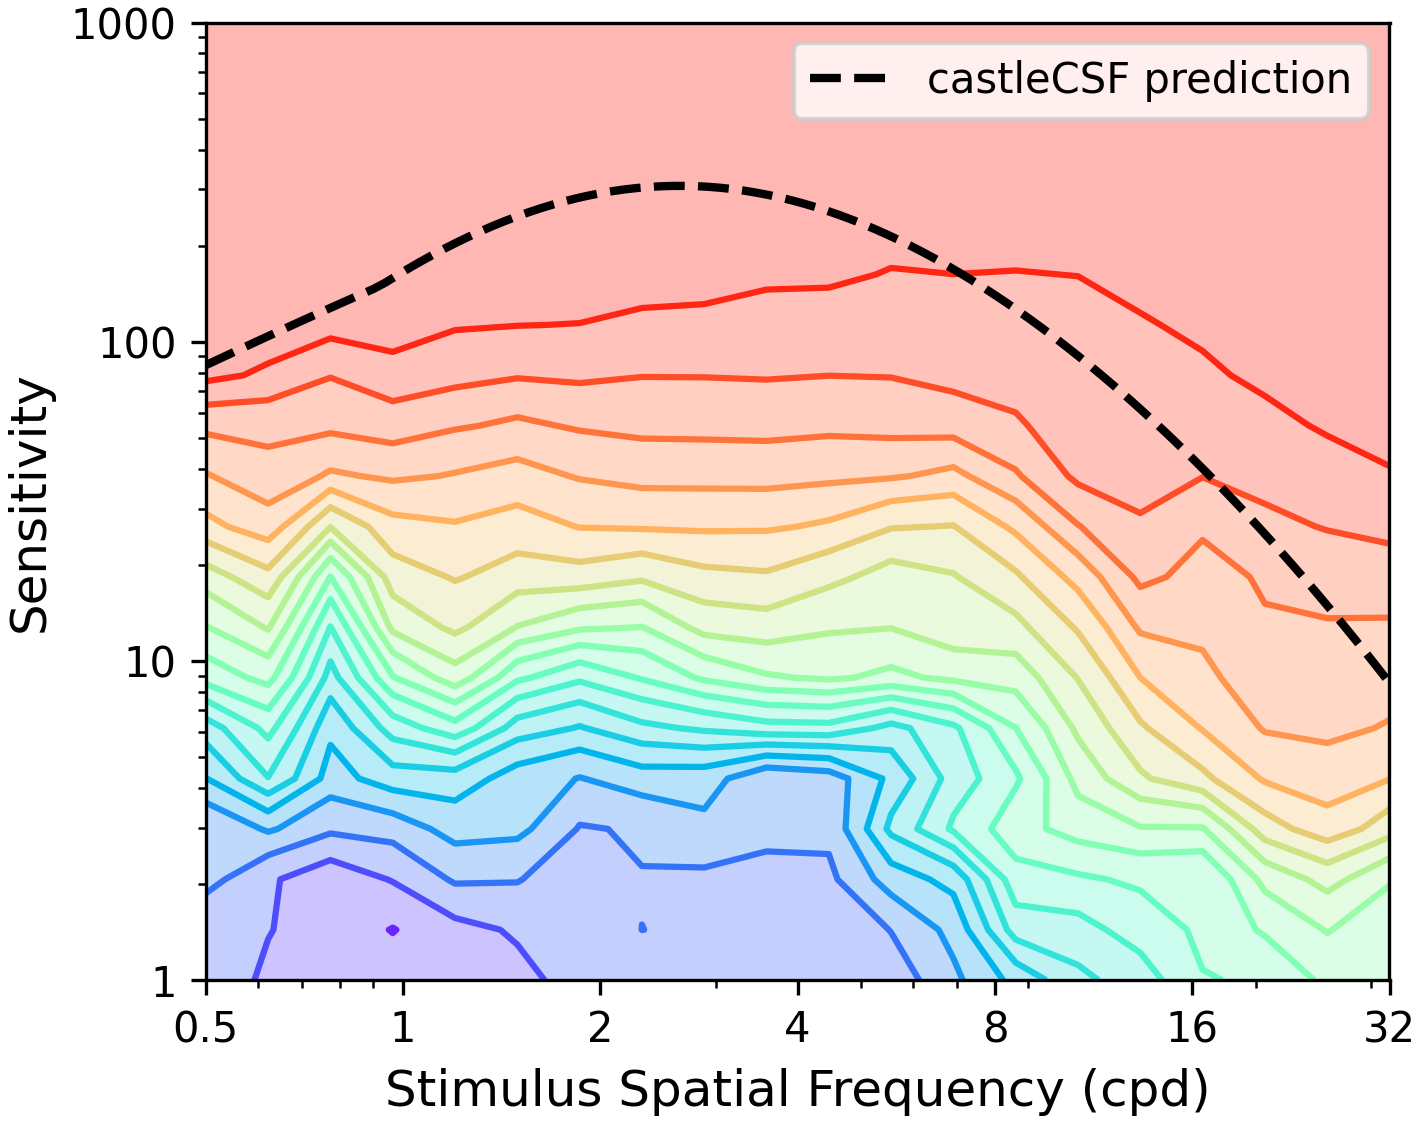 1000
castleCSF prediction
100
10
1
Sensitivity
0.5 1 2 4 8 16 32
Stimulus Spatial Frequency (cpd)